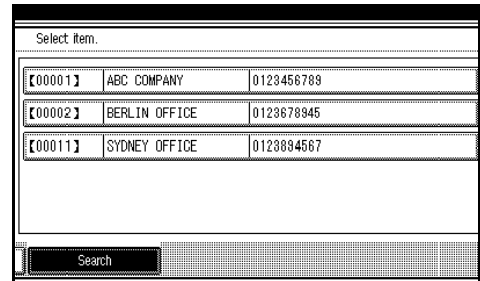 Select item.
【00001】 ABC COMPANY 0123456789
【00002】 BERLIN OFFICE 0123678945
【00011】 SYDNEY OFFICE 0123894567
Search